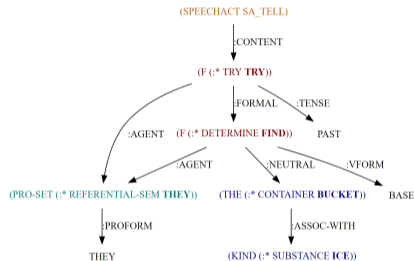 (SPEECHACT SA_TELL)
:CONTENT
(F (:* TRY TRY))
:FORMAL :TENSE
:AGENT (F (:* DETERMINE FIND)) PAST
:AGENT :NEUTRAL :VFORM
(PRO-SET (:* REFERENTIAL-SEM THEY)) (THE (:* CONTAINER BUCKET)) BASE
:PROFORM :ASSOC-WITH
THEY (KIND (:* SUBSTANCE ICE))